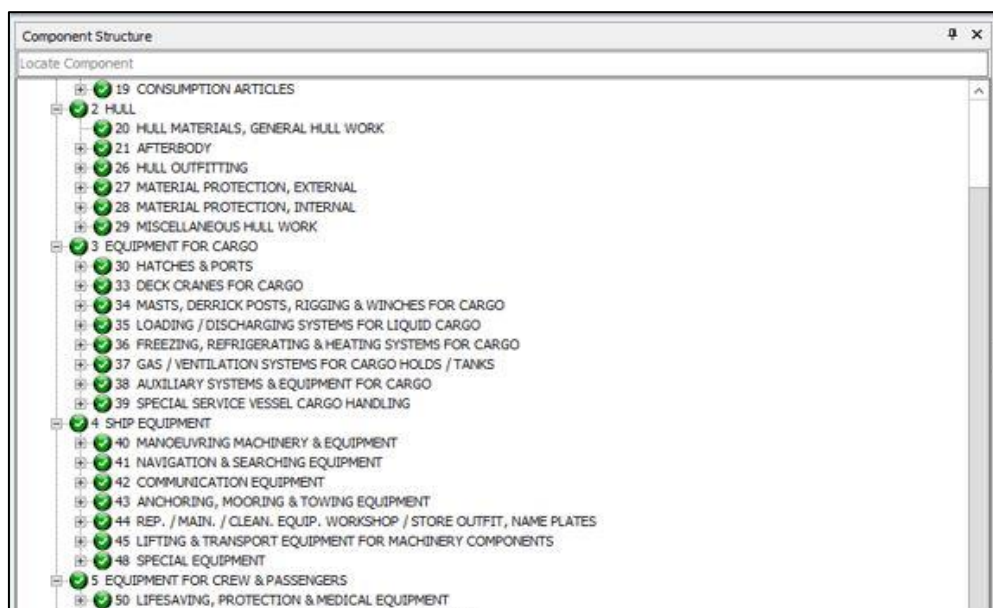 Component Structure
Locate Component
19 CONSUMPTION ARTICLES
2 HULL
20 HULL MATERIALS, GENERAL HULL WORK
21 AFTERBODY
26 HULL OUTFITTING
27 MATERIAL PROTECTION, EXTERNAL
28 MATERIAL PROTECTION, INTERNAL
29 MISCELLANEOUS HULL WORK
3 EQUIPMENT FOR CARGO
30 HATCHES & PORTS
33 DECK CRANES FOR CARGO
34 MASTS, DERRICK POSTS, RIGGING & WINCHES FOR CARGO
35 LOADING / DISCHARGING SYSTEMS FOR LIQUID CARGO
36 FREEZING, REFRIGERATING & HEATING SYSTEMS FOR CARGO
37 GAS / VENTILATION SYSTEMS FOR CARGO HOLDS / TANKS
38 AUXILIARY SYSTEMS & EQUIPMENT FOR CARGO
39 SPECIAL SERVICE VESSEL CARGO HANDLING
4 SHIP EQUIPMENT
40 MANOEUVRING MACHINERY & EQUIPMENT
41 NAVIGATION & SEARCHING EQUIPMENT
42 COMMUNICATION EQUIPMENT
43 ANCHORING, MOORING & TOWING EQUIPMENT
44 REP. / MAIN. / CLEAN. EQUIP. WORKSHOP / STORE OUTFIT, NAME PLATES
45 LIFTING & TRANSPORT EQUIPMENT FOR MACHINERY COMPONENTS
48 SPECIAL EQUIPMENT
5 EQUIPMENT FOR CREW & PASSENGERS
50 LIFESAVING, PROTECTION & MEDICAL EQUIPMENT